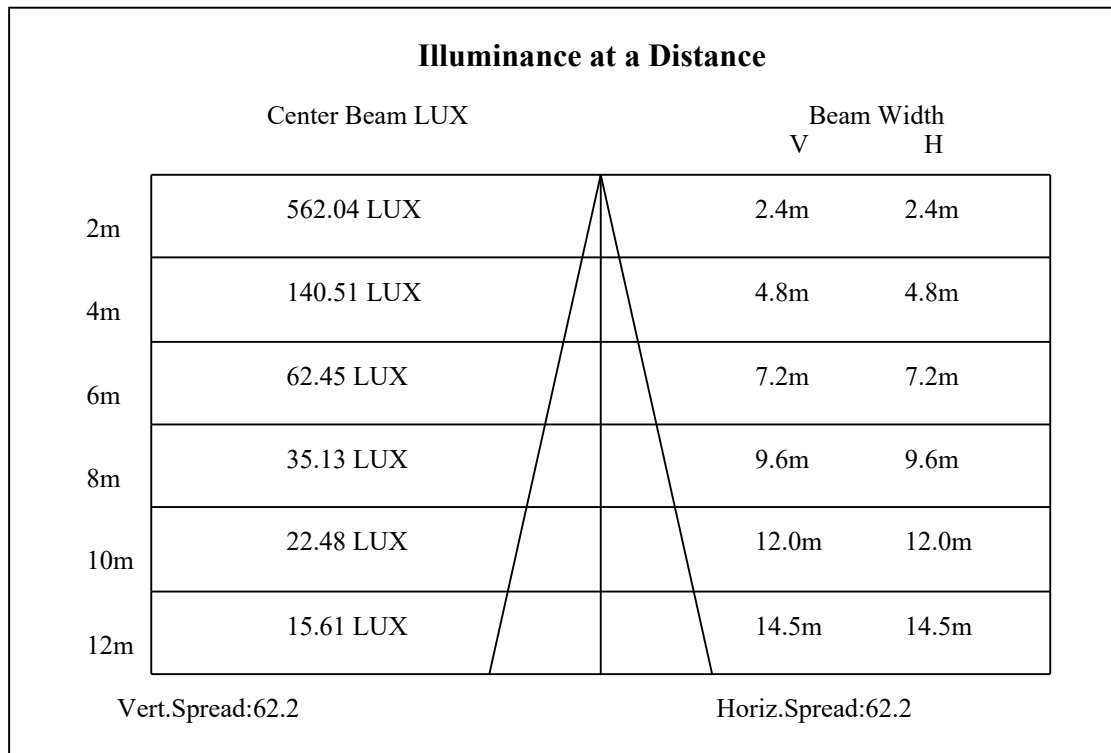 Illuminance at a Distance
Center Beam LUX Beam Width
V H
2m 562.04 LUX 2.4m 2.4m
4m 140.51 LUX 4.8m 4.8m
6m 62.45 LUX 7.2m 7.2m
8m 35.13 LUX 9.6m 9.6m
10m 22.48 LUX 12.0m 12.0m
12m 15.61 LUX 14.5m 14.5m
Vert.Spread:62.2 Horiz.Spread:62.2